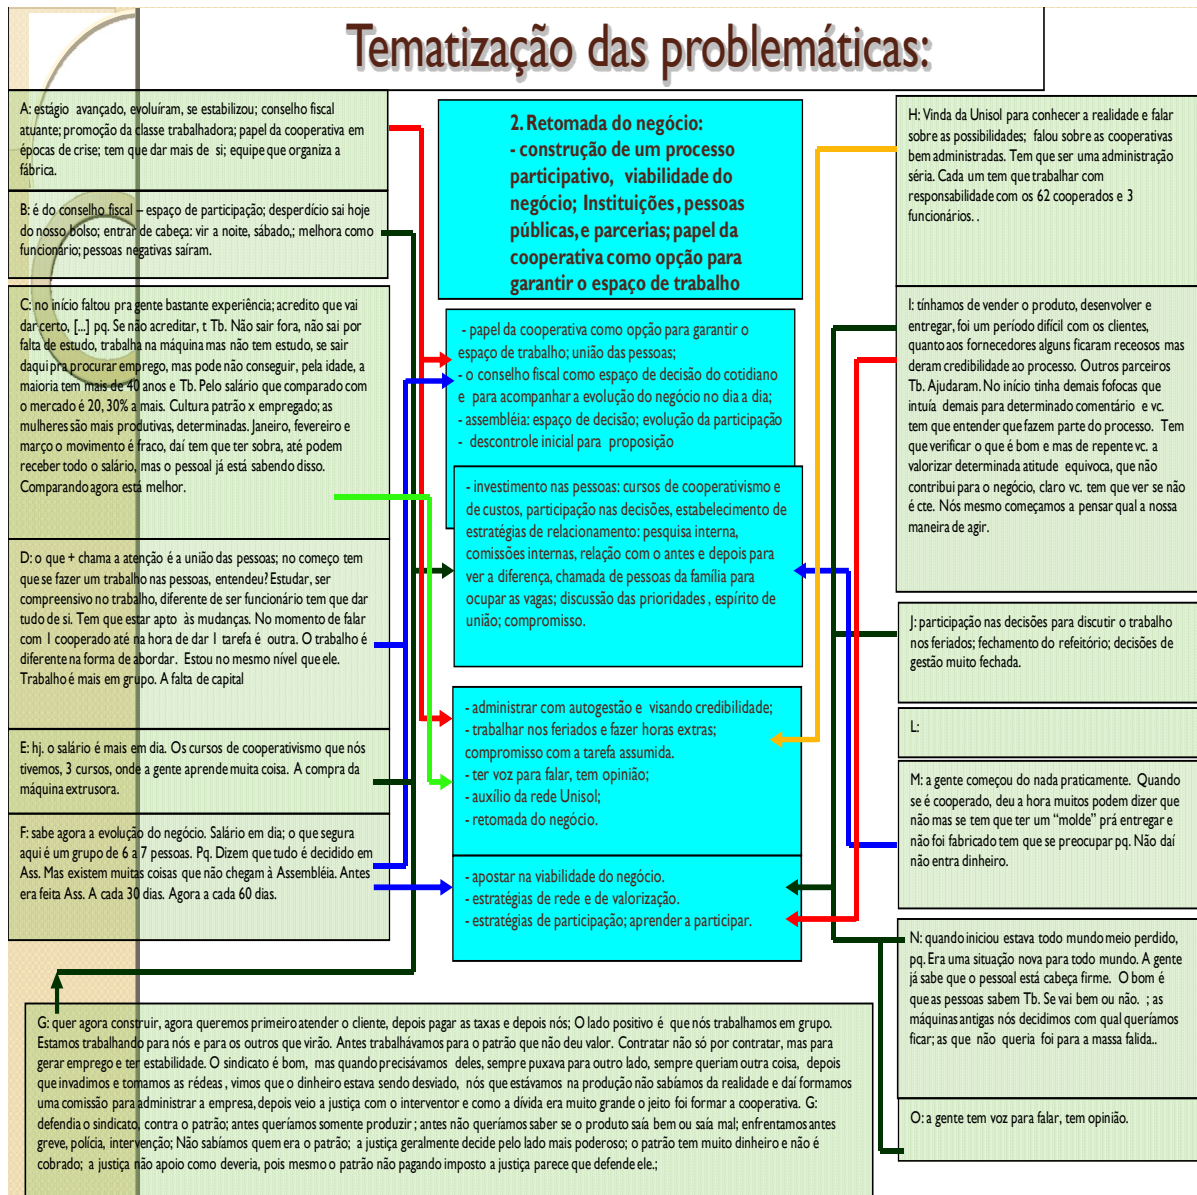 Tematização das problemáticas:
A: estágio avançado, evoluíram, se estabilizou; conselho fiscal
atuante; promoção da classe trabalhadora; papel da cooperativa em
épocas de crise; tem que dar mais de si; equipe que organiza a
fábrica.
B: é do conselho fiscal – espaço de participação; desperdício sai hoje
do nosso bolso; entrar de cabeça: vir a noite, sábado,; melhora como
funcionário; pessoas negativas saíram.
C: no início faltou pra gente bastante experiência; acredito que vai
dar certo, [...] pq. Se não acreditar, t Tb. Não sair fora, não sai por
falta de estudo, trabalha na máquina mas não tem estudo, se sair
daqui pra procurar emprego, mas pode não conseguir, pela idade, a
maioria tem mais de 40 anos e Tb. Pelo salário que comparado com
o mercado é 20, 30% a mais. Cultura patrão x empregado; as
mulheres são mais produtivas, determinadas. Janeiro, fevereiro e
março o movimento é fraco, daí tem que ter sobra, até podem
receber todo o salário, mas o pessoal já está sabendo disso.
Comparando agora está melhor.
D: o que + chama a atenção é a união das pessoas; no começo tem
que se fazer um trabalho nas pessoas, entendeu? Estudar, ser
compreensivo no trabalho, diferente de ser funcionário tem que dar
tudo de si. Tem que estar apto às mudanças. No momento de falar
com 1 cooperado até na hora de dar 1 tarefa é outra. O trabalho é
diferente na forma de abordar. Estou no mesmo nível que ele.
Trabalho é mais em grupo. A falta de capital
E: hj. o salário é mais em dia. Os cursos de cooperativismo que nós
tivemos, 3 cursos, onde a gente aprende muita coisa. A compra da
máquina extrusora.
F: sabe agora a evolução do negócio. Salário em dia; o que segura
aqui é um grupo de 6 a 7 pessoas. Pq. Dizem que tudo é decidido em
Ass. Mas existem muitas coisas que não chegam à Assembléia. Antes
era feita Ass. A cada 30 dias. Agora a cada 60 dias.
2. Retomada do negócio:
- construção de um processo
participativo, viabilidade do
negócio; Instituições, pessoas
públicas, e parcerias; papel da
cooperativa como opção para
garantir o espaço de trabalho
- papel da cooperativa como opção para garantir o
espaço de trabalho; união das pessoas;
- o conselho fiscal como espaço de decisão do cotidiano
e para acompanhar a evolução do negócio no dia a dia;
- assembléia: espaço de decisão; evolução da participação
- descontrole inicial para proposição
- investimento nas pessoas: cursos de cooperativismo e
de custos, participação nas decisões, estabelecimento de
estratégias de relacionamento: pesquisa interna,
comissões internas, relação com o antes e depois para
ver a diferença, chamada de pessoas da família para
ocupar as vagas; discussão das prioridades , espírito de
união; compromisso.
- administrar com autogestão e visando credibilidade;
- trabalhar nos feriados e fazer horas extras;
compromisso com a tarefa assumida.
- ter voz para falar, tem opinião;
- auxílio da rede Unisol;
- retomada do negócio.
- apostar na viabilidade do negócio.
- estratégias de rede e de valorização.
- estratégias de participação; aprender a participar.
H: Vinda da Unisol para conhecer a realidade e falar
sobre as possibilidades; falou sobre as cooperativas
bem administradas. Tem que ser uma administração
séria. Cada um tem que trabalhar com
responsabilidade com os 62 cooperados e 3
funcionários. .
I: tínhamos de vender o produto, desenvolver e
entregar, foi um período difícil com os clientes,
quanto aos fornecedores alguns ficaram receosos mas
deram credibilidade ao processo. Outros parceiros
Tb. Ajudaram. No início tinha demais fofocas que
intuía demais para determinado comentário e vc.
tem que entender que fazem parte do processo. Tem
que verificar o que é bom e mas de repente vc. a
valorizar determinada atitude equivoca, que não
contribui para o negócio, claro vc. tem que ver se não
é cte. Nós mesmo começamos a pensar qual a nossa
maneira de agir.
J: participação nas decisões para discutir o trabalho
nos feriados; fechamento do refeitório; decisões de
gestão muito fechada.
L:
M: a gente começou do nada praticamente. Quando
se é cooperado, deu a hora muitos podem dizer que
não mas se tem que ter um “molde” prá entregar e
não foi fabricado tem que se preocupar pq. Não daí
não entra dinheiro.
N: quando iniciou estava todo mundo meio perdido,
pq. Era uma situação nova para todo mundo. A gente
já sabe que o pessoal está cabeça firme. O bom é
que as pessoas sabem Tb. Se vai bem ou não. ; as
máquinas antigas nós decidimos com qual queríamos
ficar; as que não queria foi para a massa falida..
O: a gente tem voz para falar, tem opinião.
G: quer agora construir, agora queremos primeiro atender o cliente, depois pagar as taxas e depois nós; O lado positivo é que nós trabalhamos em grupo.
Estamos trabalhando para nós e para os outros que virão. Antes trabalhávamos para o patrão que não deu valor. Contratar não só por contratar, mas para
gerar emprego e ter estabilidade. O sindicato é bom, mas quando precisávamos deles, sempre puxava para outro lado, sempre queriam outra coisa, depois
que invadimos e tomamos as rédeas , vimos que o dinheiro estava sendo desviado, nós que estávamos na produção não sabíamos da realidade e daí formamos
uma comissão para administrar a empresa, depois veio a justiça com o interventor e como a dívida era muito grande o jeito foi formar a cooperativa. G:
defendia o sindicato, contra o patrão; antes queríamos somente produzir; antes não queríamos saber se o produto saía bem ou saía mal; enfrentamos antes
greve, polícia, intervenção; Não sabíamos quem era o patrão; a justiça geralmente decide pelo lado mais poderoso; o patrão tem muito dinheiro e não é
cobrado; a justiça não apoio como deveria, pois mesmo o patrão não pagando imposto a justiça parece que defende ele.;